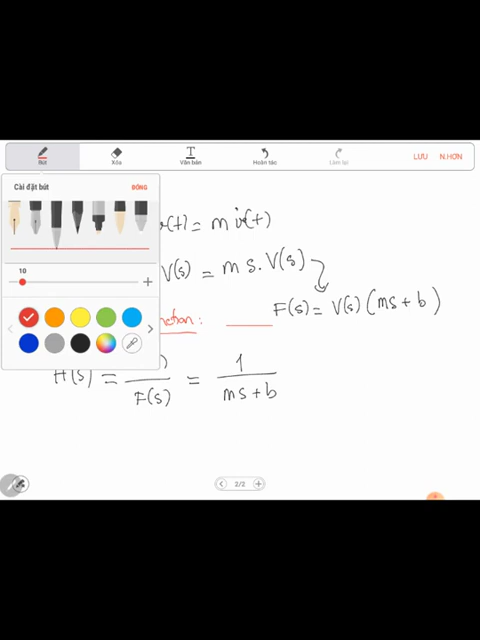 Bút
Xóa
Văn bản
Hoàn tác
Làm lại
LƯU
N.HƠN
Cài đặt bút
ĐÓNG
(t) = m v̇(t)
10
V(s) = m s. V(s)
F(s) = V(s) (ms + b)
nction:
H(s) = / F(s) = 1 / ms + b
2/2